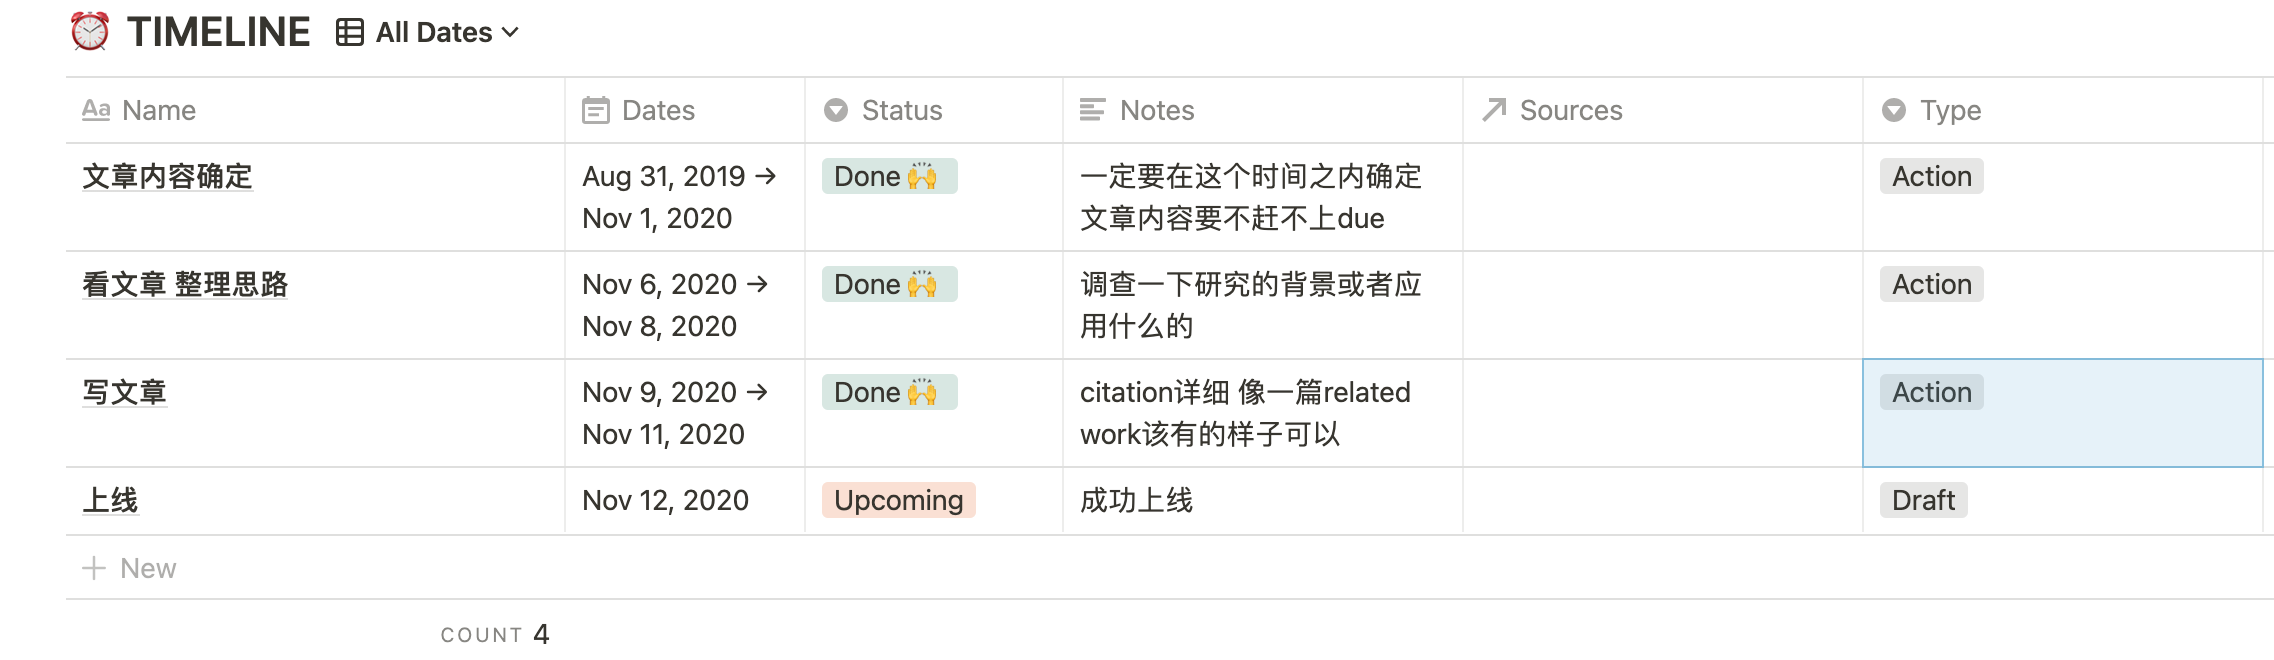 ⏰ TIMELINE All Dates
Aa Name Dates Status Notes Sources Type
文章内容确定 Aug 31, 2019 → Done 🙌 一定要在这个时间之内确定 Action
Nov 1, 2020 文章内容要不赶不上due
看文章 整理思路 Nov 6, 2020 → Done 🙌 调查一下研究的背景或者应 Action
Nov 8, 2020 用什么的
写文章 Nov 9, 2020 → Done 🙌 citation详细 像一篇related Action
Nov 11, 2020 work该有的样子可以
上线 Nov 12, 2020 Upcoming 成功上线 Draft
+ New
COUNT 4